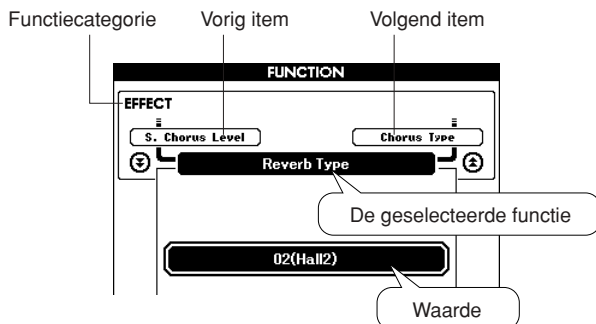 Functiecategorie Vorig item Volgend item
FUNCTION
EFFECT
S. Chorus Level Chorus Type
Reverb Type
De geselecteerde functie
02(Hall2)
Waarde